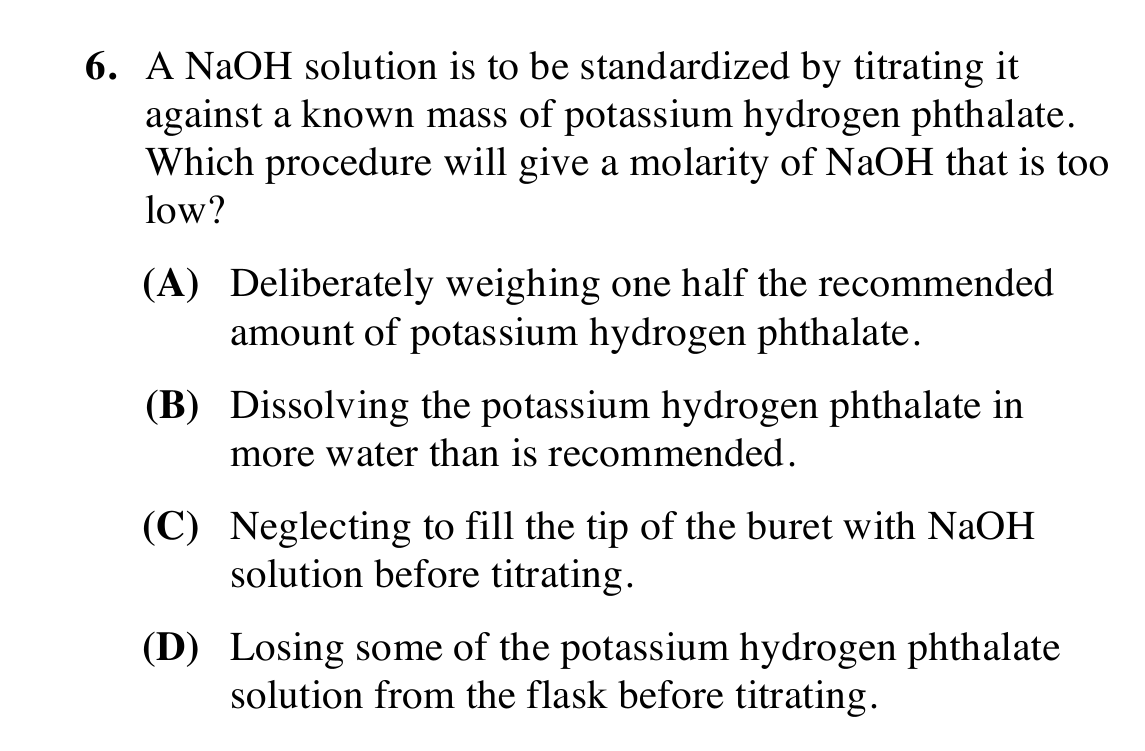 6. A NaOH solution is to be standardized by titrating it
against a known mass of potassium hydrogen phthalate.
Which procedure will give a molarity of NaOH that is too
low?
(A) Deliberately weighing one half the recommended
amount of potassium hydrogen phthalate.
(B) Dissolving the potassium hydrogen phthalate in
more water than is recommended.
(C) Neglecting to fill the tip of the buret with NaOH
solution before titrating.
(D) Losing some of the potassium hydrogen phthalate
solution from the flask before titrating.